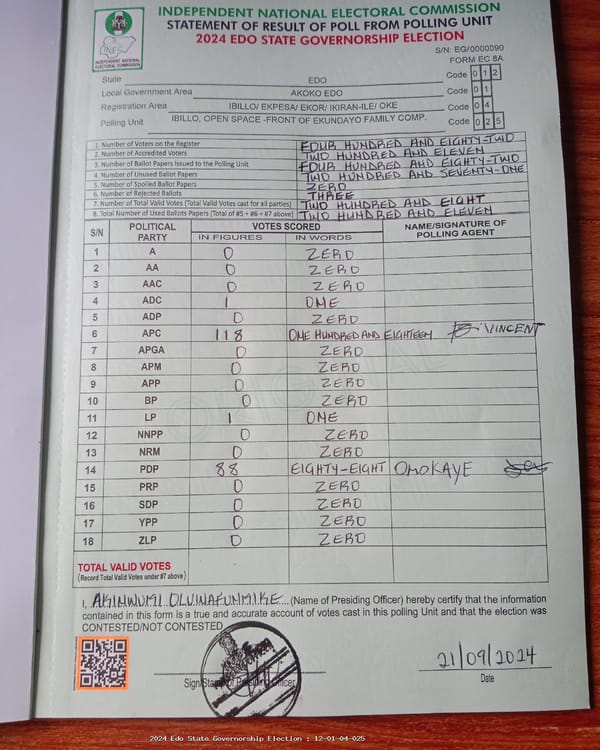 INDEPENDENT NATIONAL ELECTORAL COMMISSION
STATEMENT OF RESULT OF POLL FROM POLLING UNIT
2024 EDO STATE GOVERNORSHIP ELECTION
S/N: EG/0000090
FORM EC 8A
INEC
INDEPENDENT NATIONAL ELECTORAL COMMISSION
State EDO Code 0 1 2
Local Government Area AKOKO EDO Code 0 1
Registration Area IBILLO/ EKPESA/ EKOR/ IKIRAN-ILE/ OKE Code 0 4
Polling Unit IBILLO, OPEN SPACE -FRONT OF EKUNDAYO FAMILY COMP. Code 0 2 5
1. Number of Voters on the Register FOUR HUNDRED AND EIGHTY-TWO
2. Number of Accredited Voters TWO HUNDRED AND ELEVEN
3. Number of Ballot Papers Issued to the Polling Unit FOUR HUNDRED AND EIGHTY-TWO
4. Number of Unused Ballot Papers TWO HUNDRED AND SEVENTY-ONE
5. Number of Spoiled Ballot Papers ZERO
6. Number of Rejected Ballots THREE
7. Number of Total Valid Votes (Total Valid Votes cast for all parties) TWO HUNDRED AND EIGHT
8. Total Number of Used Ballots Papers (Total of #5 + #6 + #7 above) TWO HUNDRED AND ELEVEN
S/N POLITICAL PARTY VOTES SCORED NAME/SIGNATURE OF POLLING AGENT
IN FIGURES IN WORDS
1 A 0 ZERO
2 AA 0 ZERO
3 AAC 0 ZERO
4 ADC 1 ONE
5 ADP 0 ZERO
6 APC 118 ONE HUNDRED AND EIGHTEEN VINCENT
7 APGA 0 ZERO
8 APM 0 ZERO
9 APP 0 ZERO
10 BP 0 ZERO
11 LP 1 ONE
12 NNPP 0 ZERO
13 NRM 0 ZERO
14 PDP 88 EIGHTY-EIGHT OMOKAYE
15 PRP 0 ZERO
16 SDP 0 ZERO
17 YPP 0 ZERO
18 ZLP 0 ZERO
TOTAL VALID VOTES
(Record Total Valid Votes under #7 above)
I, AKINWUMI OLUWAFUNMIKE (Name of Presiding Officer) hereby certify that the information
contained in this form is a true and accurate account of votes cast in this polling Unit and that the election was
CONTESTED/NOT CONTESTED
21/09/2024
Date
2024 Edo State Governorship Election : 12-01-04-025